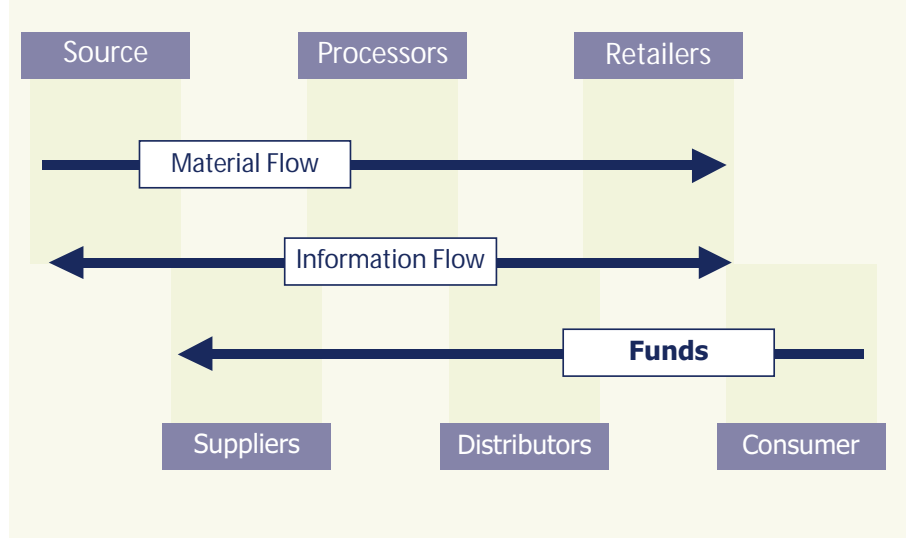 Source
Processors
Retailers
Material Flow
Information Flow
Funds
Suppliers
Distributors
Consumer